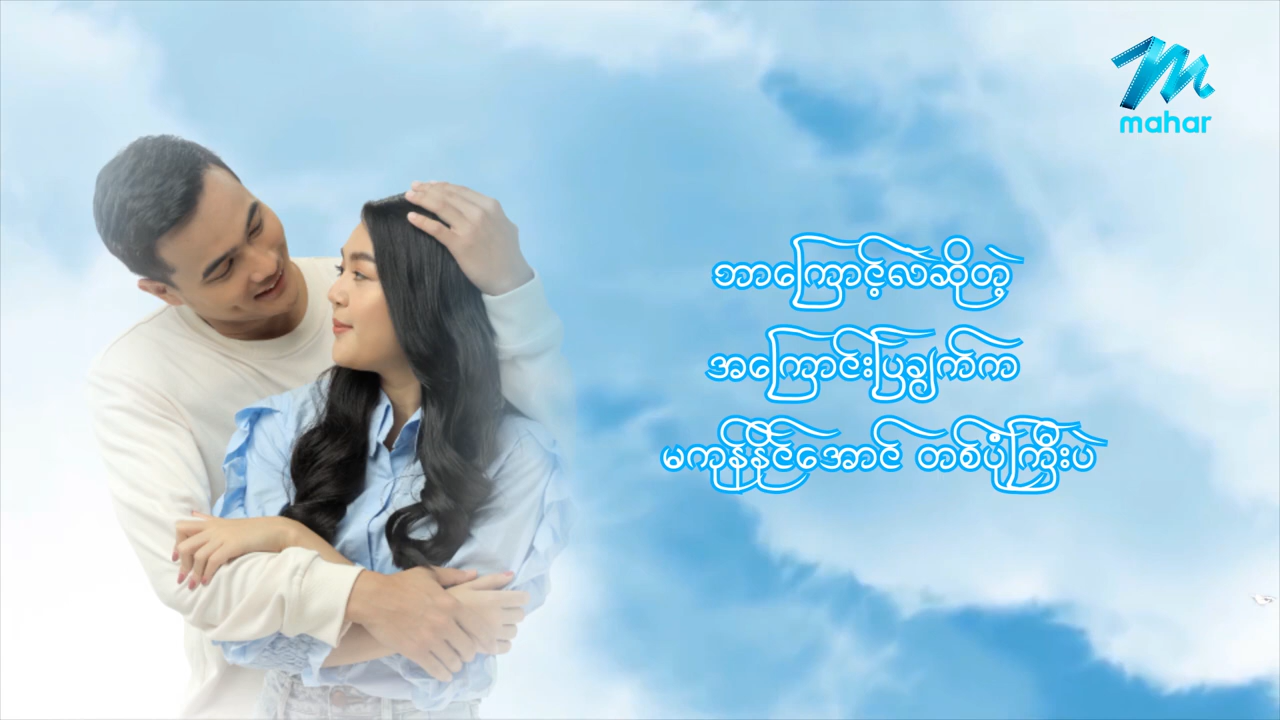 mahar
ဘာကြောင့်လဲဆိုတဲ့
အကြောင်းပြချက်က
မကုန်နိုင်အောင် တစ်ပုံကြီးပဲ